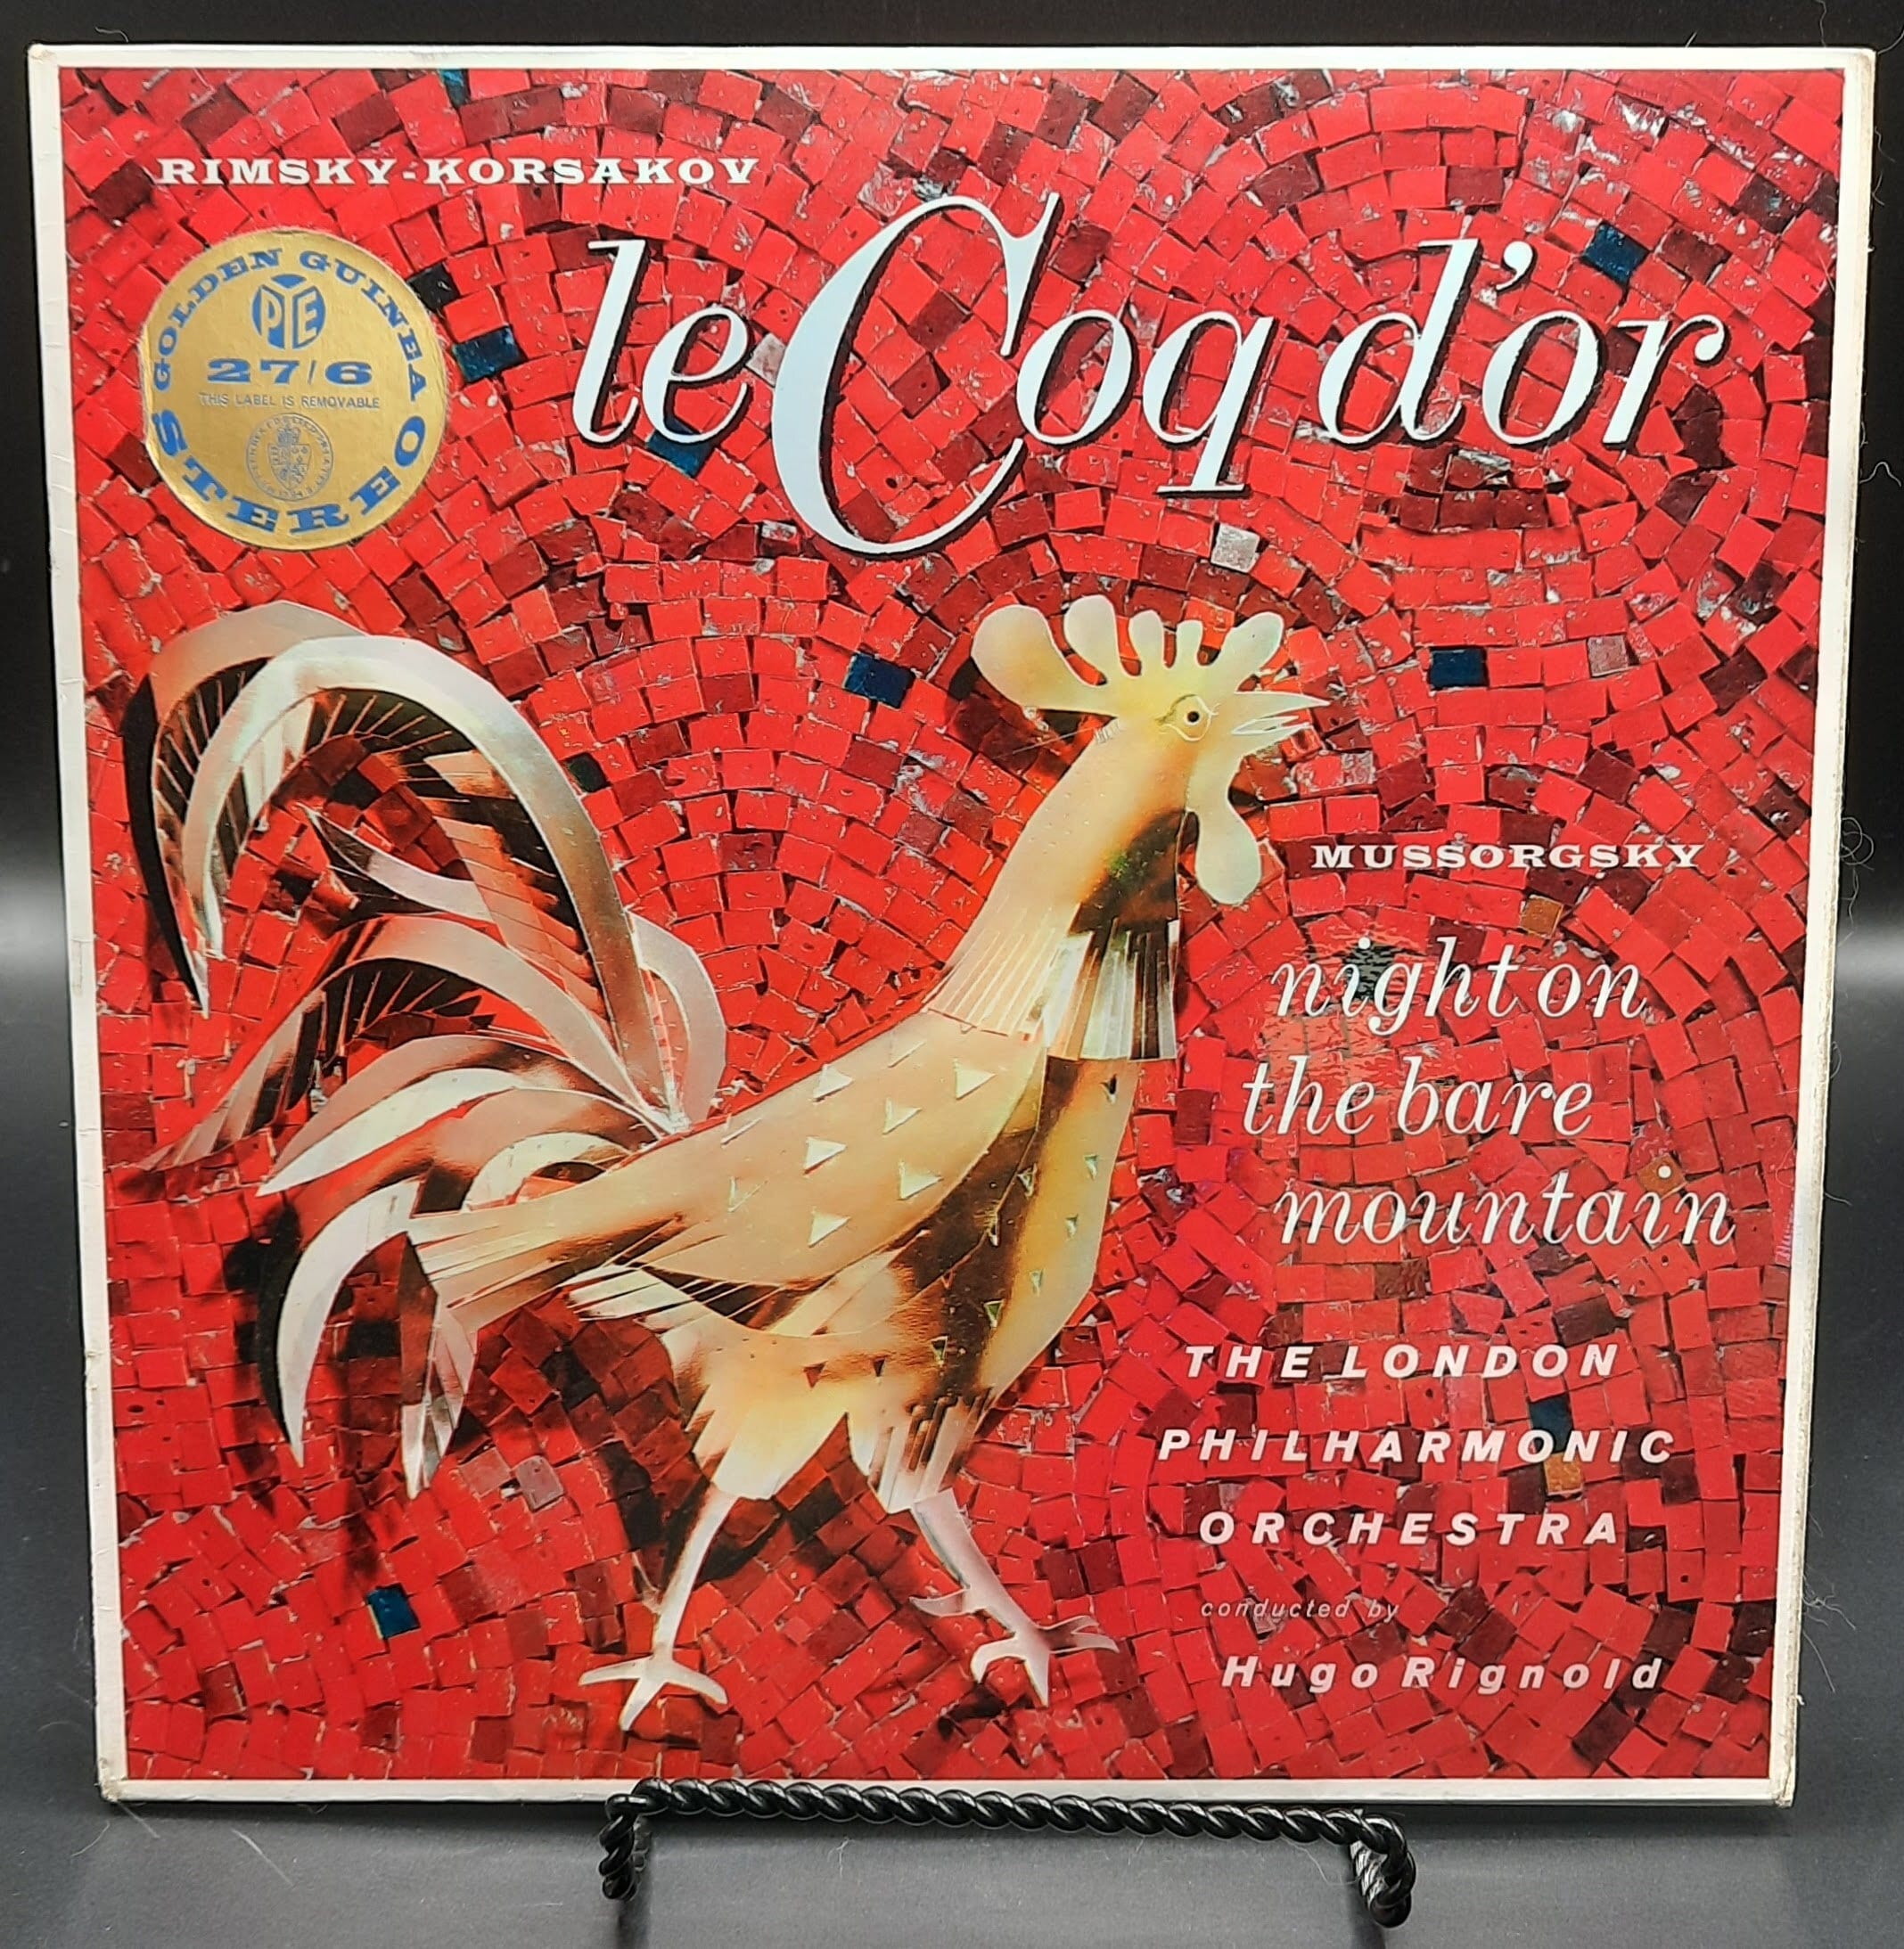 RIMSKY-KORSAKOV
le Coq d'or
GOLDEN GUINEA
PYE
27/6
THIS LABEL IS REMOVABLE
STEREO
MUSSORGSKY
night on
the bare
mountain
THE LONDON
PHILHARMONIC
ORCHESTRA
conducted by
Hugo Rignold